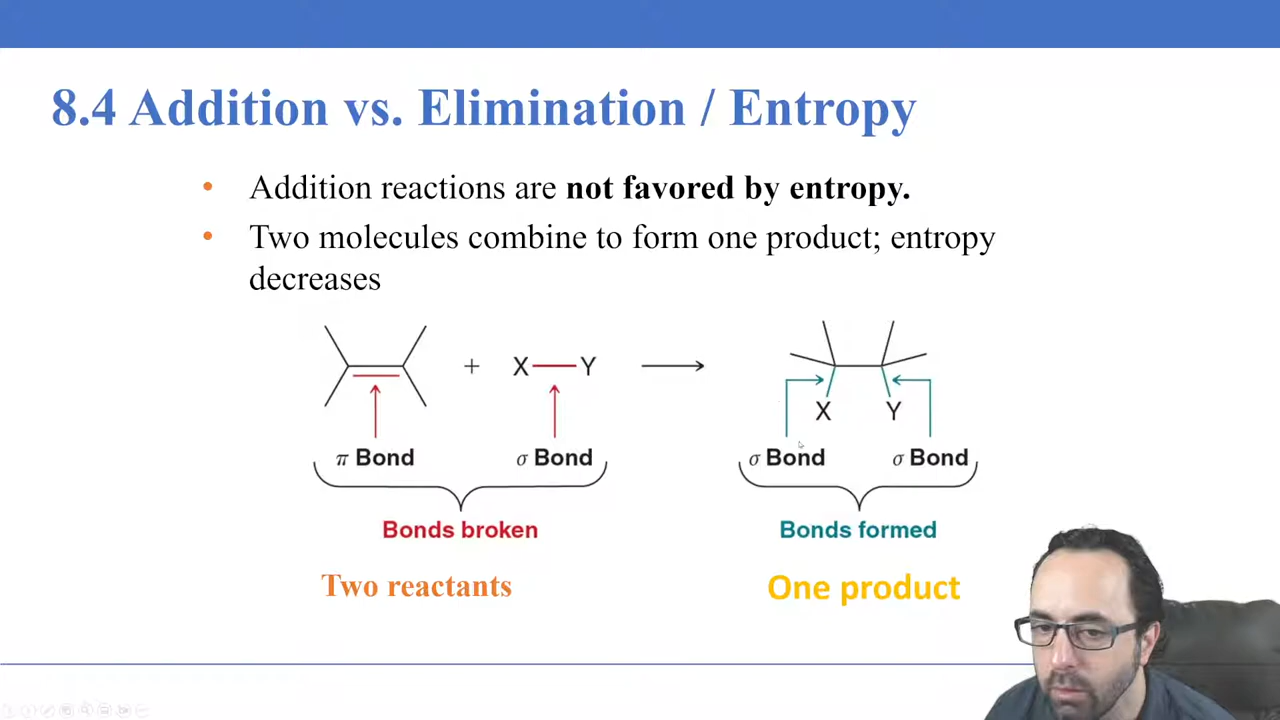 8.4 Addition vs. Elimination / Entropy
• Addition reactions are not favored by entropy.
• Two molecules combine to form one product; entropy
decreases
+ X Y X Y
π Bond σ Bond σ Bond σ Bond
Bonds broken Bonds formed
Two reactants One product